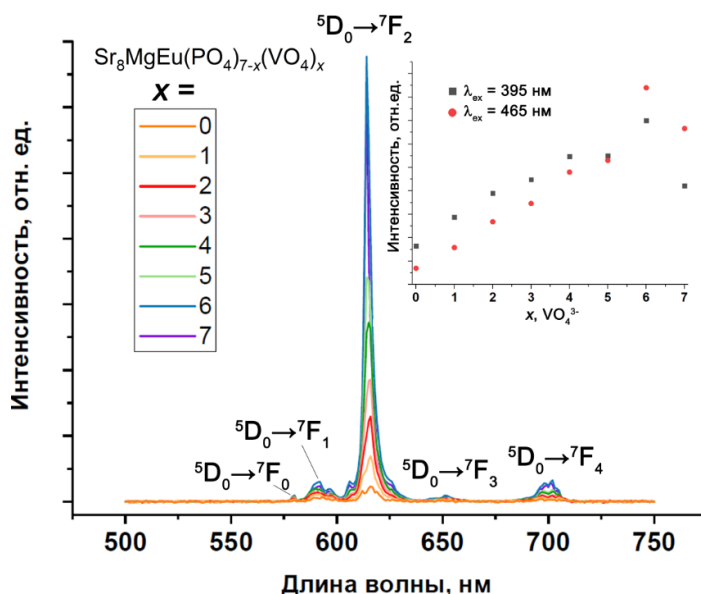 ⁵D₀→⁷F₂
Sr₈MgEu(PO₄)₇₋ₓ(VO₄)ₓ
x =
0
1
2
3
4
5
6
7
λₑₓ = 395 нм
λₑₓ = 465 нм
Интенсивность, отн.ед.
0 1 2 3 4 5 6 7
x, VO₄³⁻
Интенсивность, отн. ед.
⁵D₀→⁷F₁
⁵D₀→⁷F₀
⁵D₀→⁷F₃
⁵D₀→⁷F₄
500 550 600 650 700 750
Длина волны, нм